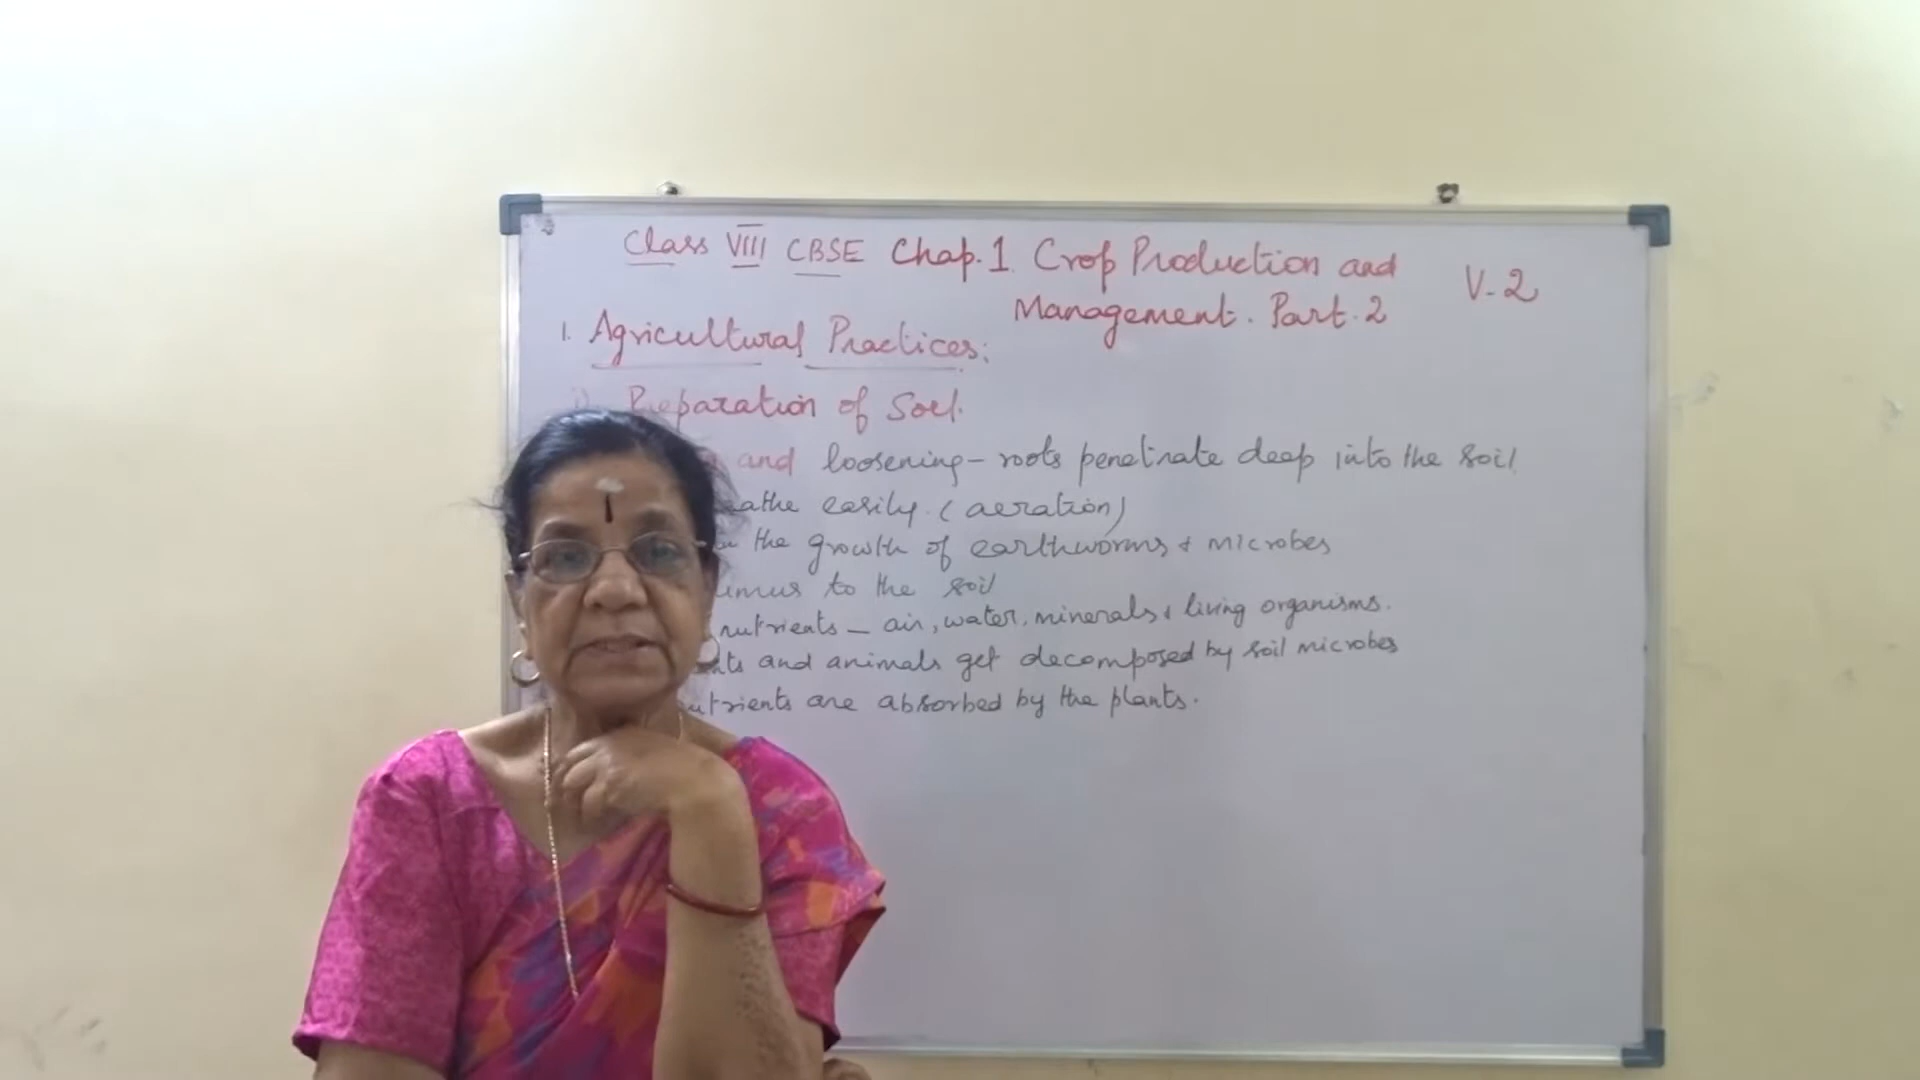 Class VIII CBSE Chap. 1 Crop Production and
Management. Part. 2
V-2
1. Agricultural Practices:
i) Preparation of Soil.
and loosening - roots penetrate deep into the soil
easily. (aeration)
the growth of earthworms & microbes
to the soil
nutrients - air, water, minerals & living organisms.
and animals get decomposed by soil microbes
are absorbed by the plants.